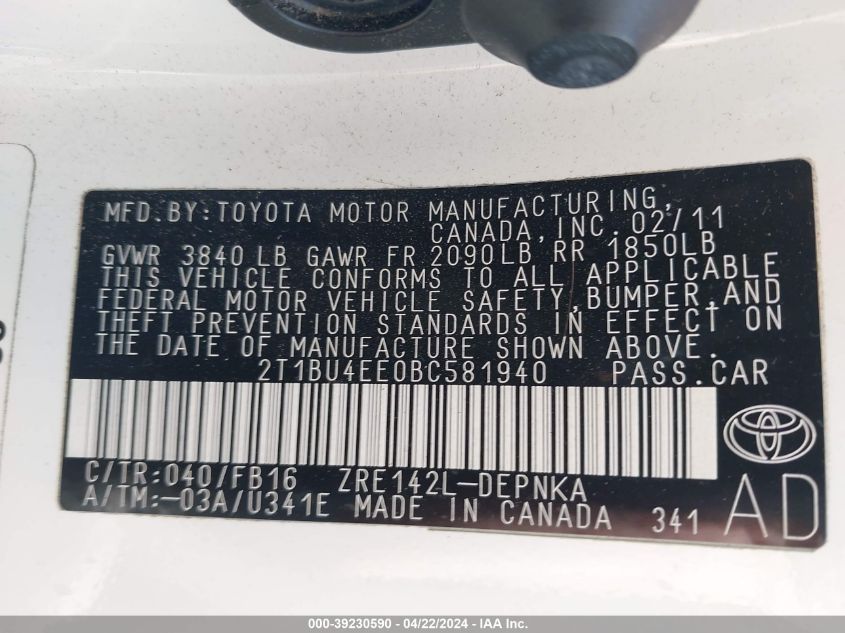 MFD.BY:TOYOTA MOTOR MANUFACTURING,
CANADA,INC. 02/11
GVWR 3840 LB GAWR FR 2090LB RR 1850LB
THIS VEHICLE CONFORMS TO ALL APPLICABLE
FEDERAL MOTOR VEHICLE SAFETY,BUMPER,AND
THEFT PREVENTION STANDARDS IN EFFECT ON
THE DATE OF MANUFACTURE SHOWN ABOVE.
2T1BU4EE0BC581940 PASS.CAR
C/TR:040/FB16 ZRE142L-DEPNKA
A/TM:-03A/U341E MADE IN CANADA 341 AD
000-39230590 - 04/22/2024 - IAA Inc.